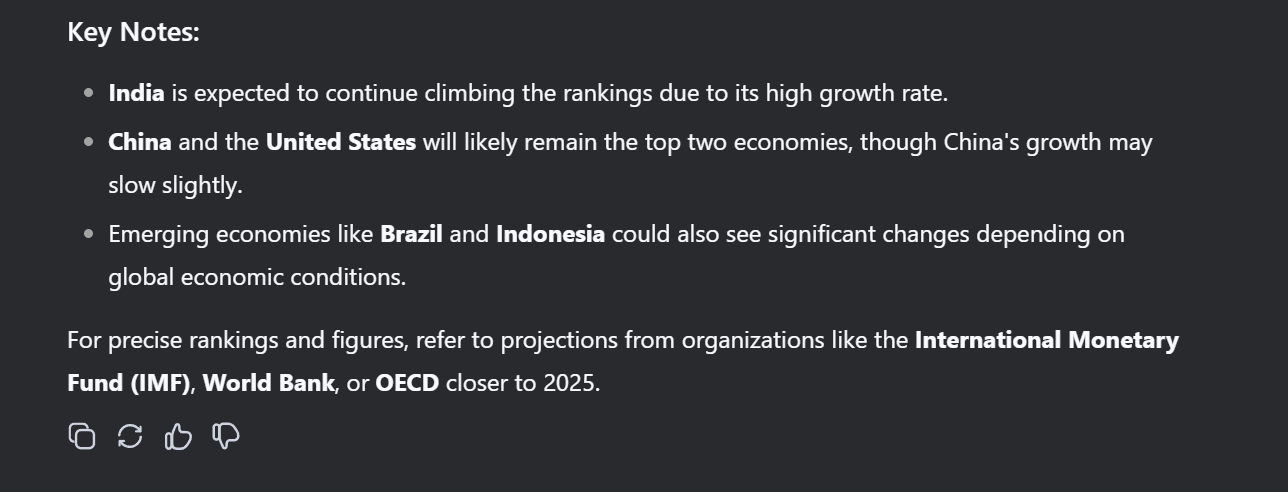 Key Notes:
India is expected to continue climbing the rankings due to its high growth rate.
China and the United States will likely remain the top two economies, though China's growth may
slow slightly.
Emerging economies like Brazil and Indonesia could also see significant changes depending on
global economic conditions.
For precise rankings and figures, refer to projections from organizations like the International Monetary
Fund (IMF), World Bank, or OECD closer to 2025.